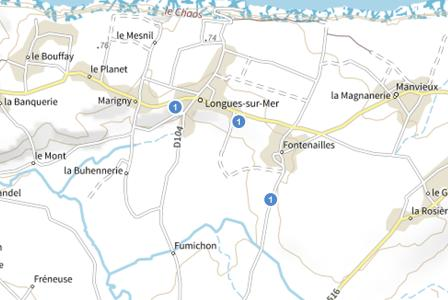 le Chaos
76
le Mesnil
74
le Bouffay
le Planet
Manvieux
la Magnanerie
la Banquerie
Marigny
Longues-sur-Mer
1
1
D104
Fontenailles
le Mont
la Buhennerie
andel
1
le G
la Rosièr
Fumichon
Fréneuse
516